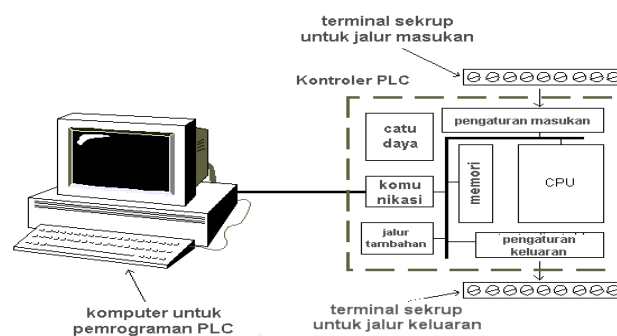 terminal sekrup
untuk jalur masukan
Kontroler PLC
pengaturan masukan
catu
daya
komu
nikasi
memori
CPU
jalur
tambahan
pengaturan
keluaran
komputer untuk
pemrograman PLC
terminal sekrup
untuk jalur keluaran